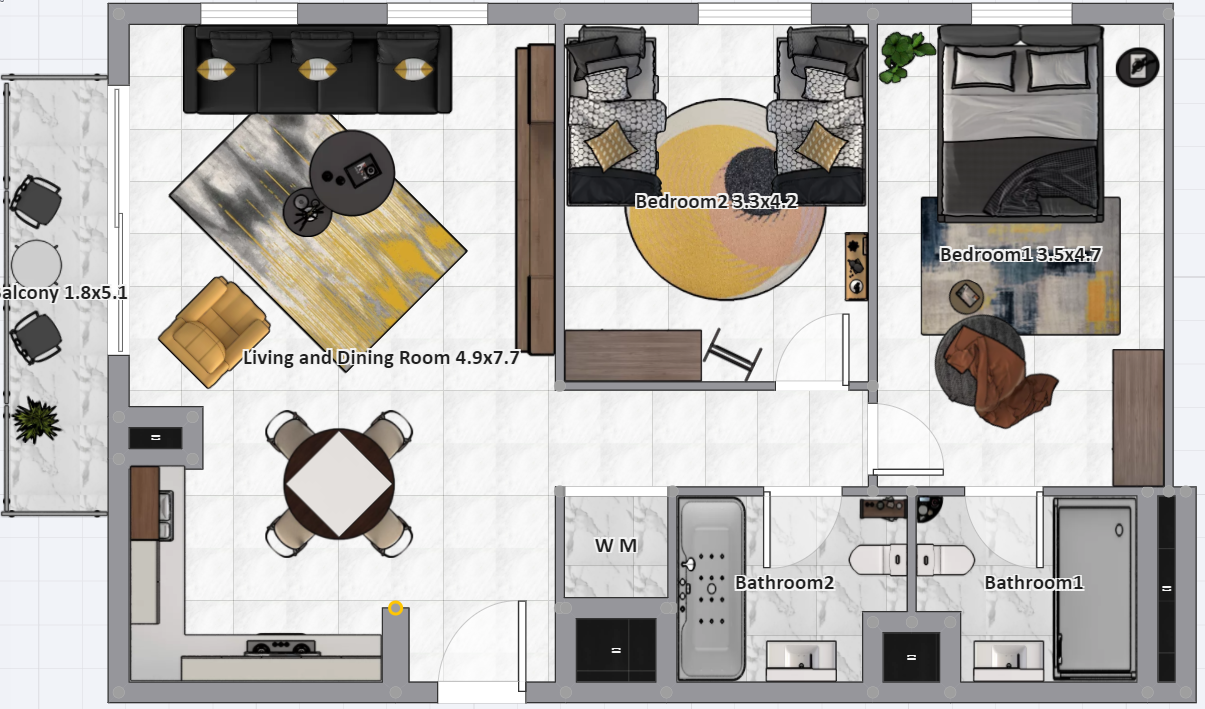 Bedroom2 3.3x4.2
Bedroom1 3.5x4.7
Balcony 1.8x5.1
Living and Dining Room 4.9x7.7
W M
Bathroom2
Bathroom1